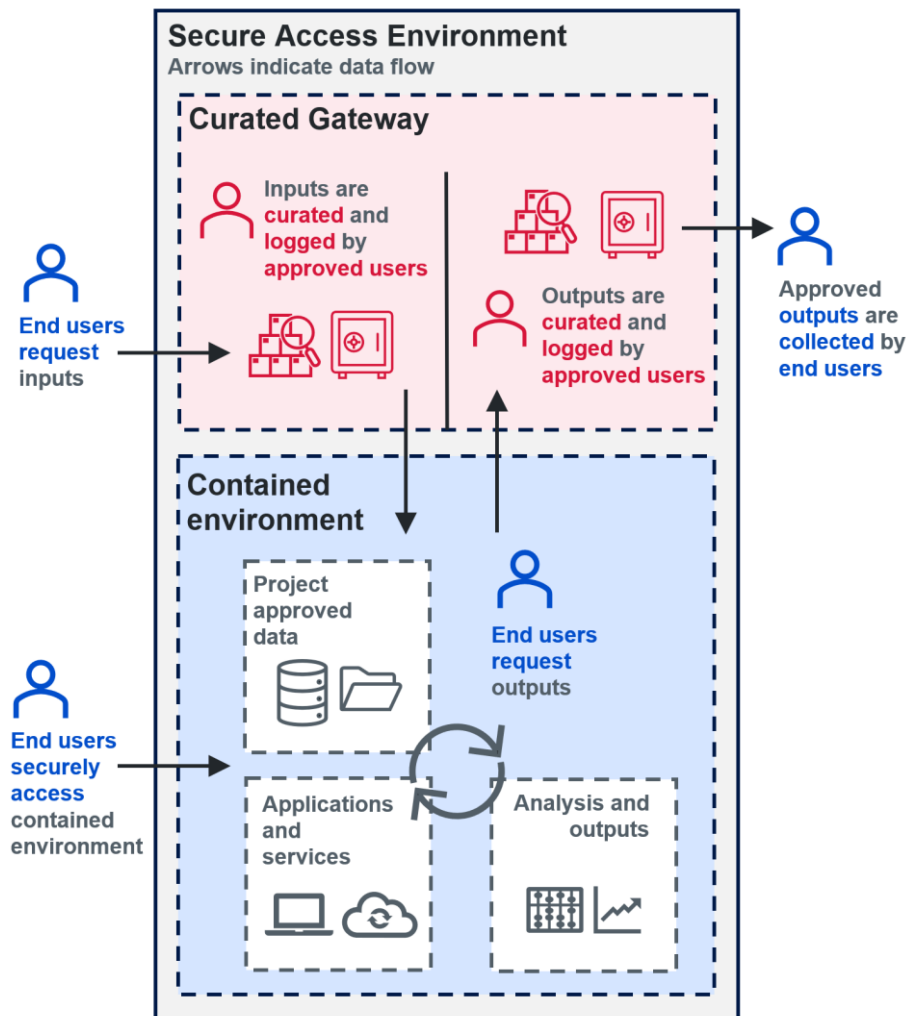 Secure Access Environment
Arrows indicate data flow
Curated Gateway
Inputs are
curated and
logged by
approved users
Outputs are
curated and
logged by
approved users
End users
request
inputs
Approved
outputs are
collected by
end users
Contained
environment
Project
approved
data
End users
request
outputs
End users
securely
access
contained
environment
Applications
and
services
Analysis and
outputs